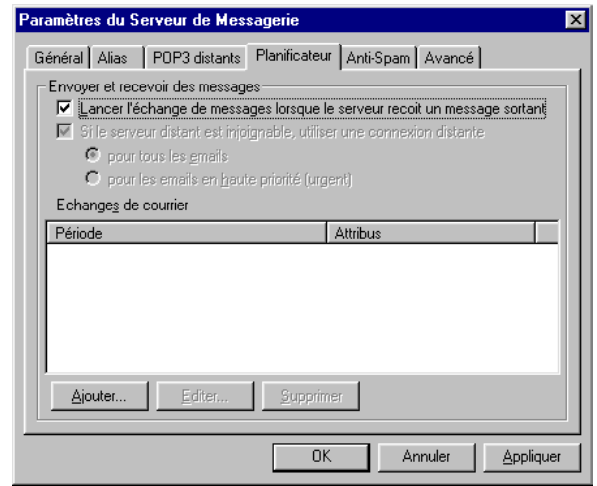 Paramètres du Serveur de Messagerie
Général Alias POP3 distants Planificateur Anti-Spam Avancé
Envoyer et recevoir des messages
Lancer l'échange de messages lorsque le serveur recoit un message sortant
Si le serveur distant est injoignable, utiliser une connexion distante
pour tous les emails
pour les emails en haute priorité (urgent)
Echanges de courrier
Période Attribus
Ajouter... Editer... Supprimer
OK Annuler Appliquer